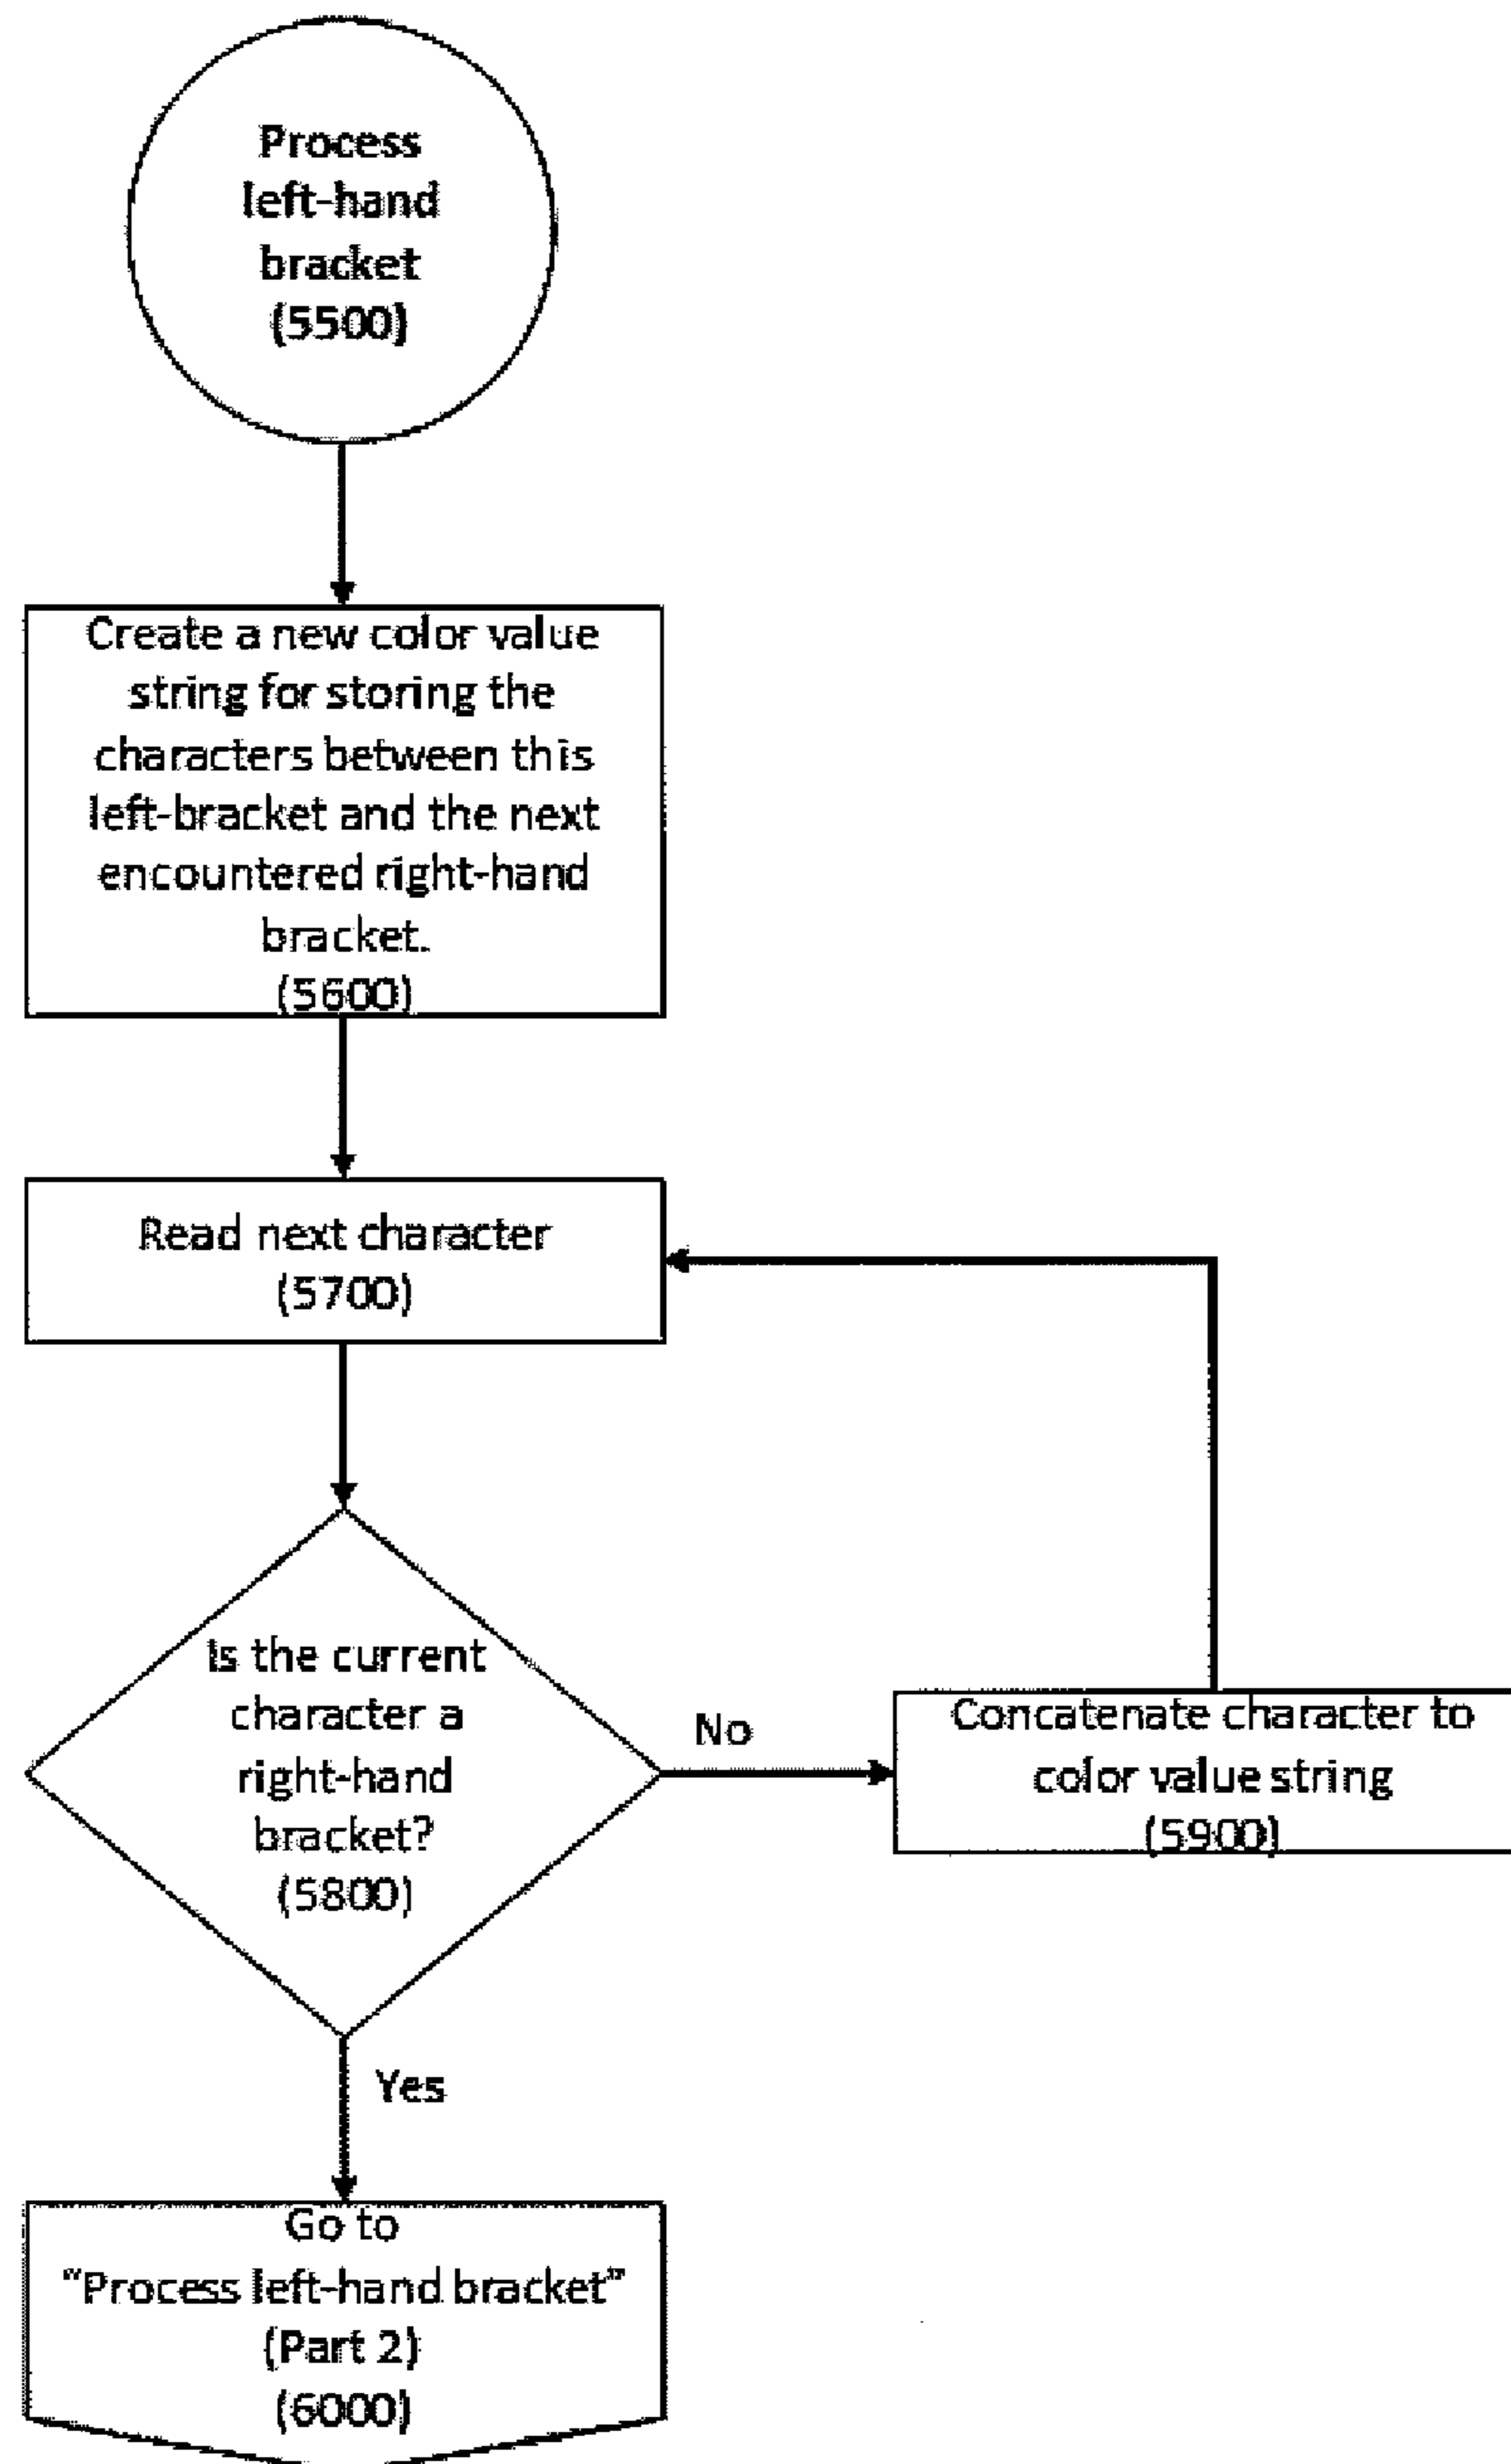 Process
left-hand
bracket
(5500)
Create a new color value
string for storing the
characters between this
left-bracket and the next
encountered right-hand
bracket.
(5600)
Read next character
(5700)
Is the current
character a
right-hand
bracket?
(5800)
No
Concatenate character to
color value string
(5900)
Yes
Go to
“Process left-hand bracket”
(Part 2)
(6000)